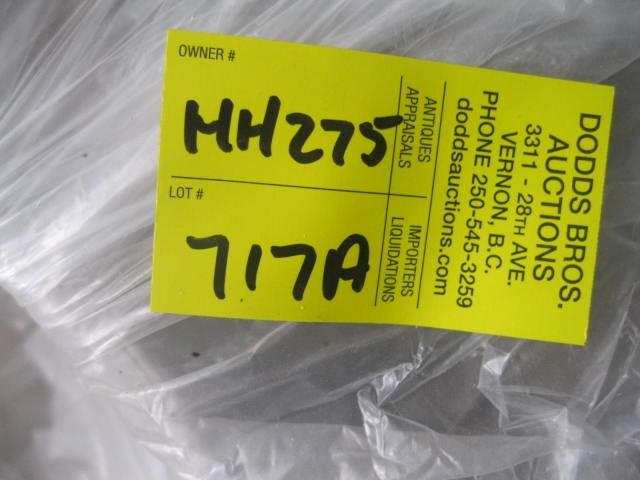 OWNER #
MH275
LOT #
717A
ANTIQUES
APPRAISALS
IMPORTERS
LIQUIDATIONS
DODDS BROS.
AUCTIONS
3311 - 28TH AVE.
VERNON, B.C.
PHONE 250-545-3259
doddsauctions.com